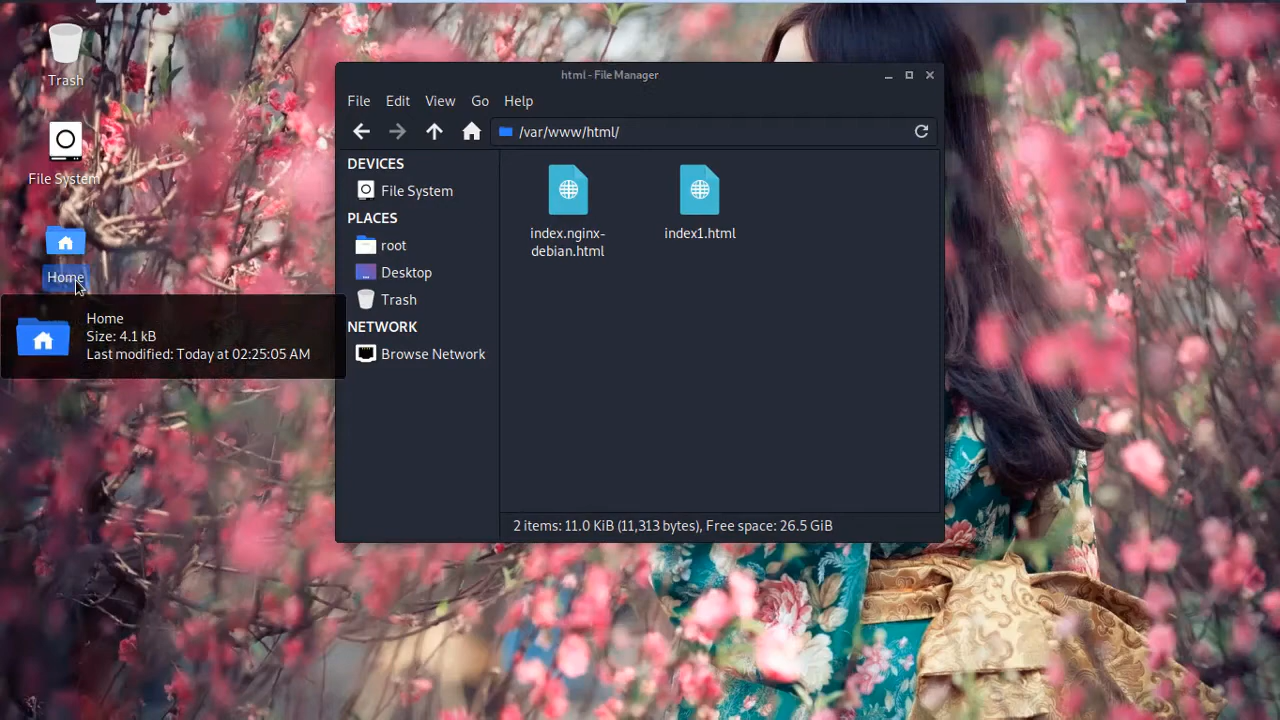 Trash
File System
Home
Home
Size: 4.1 kB
Last modified: Today at 02:25:05 AM
html - File Manager
File Edit View Go Help
/var/www/html/
DEVICES
File System
PLACES
root
Desktop
Trash
NETWORK
Browse Network
index.nginx-
debian.html
index1.html
2 items: 11.0 KiB (11,313 bytes), Free space: 26.5 GiB